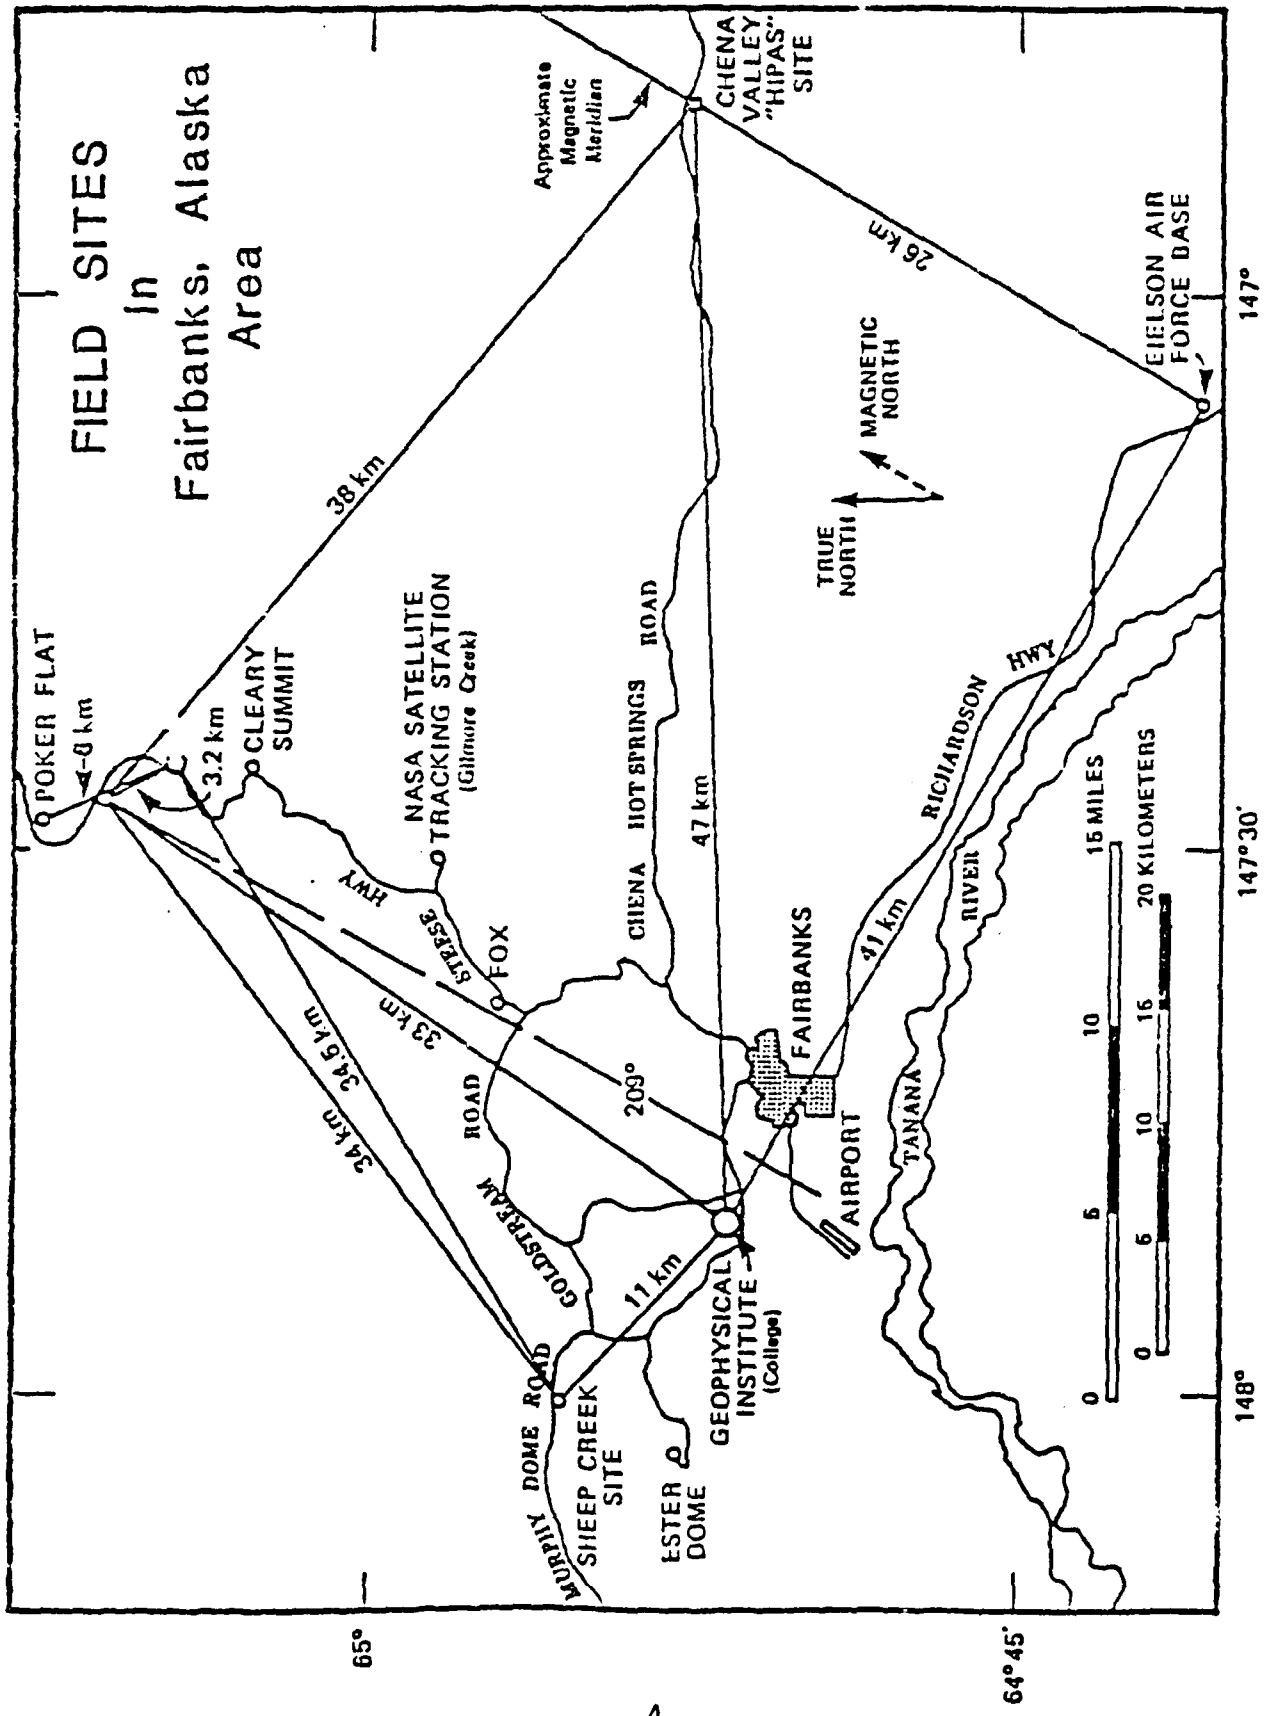 FIELD SITES
in
Fairbanks, Alaska
Area
POKER FLAT
3.2 km
CLEARY
SUMMIT
38 km
Approximate
Magnetic
Meridian
CHENA
VALLEY
"HIPAS"
SITE
NASA SATELLITE
TRACKING STATION
(Gilmore Creek)
STEESE
HWY
FOX
34 km
34.5 km
33 km
209°
GOLDSTREAM
ROAD
CHENA
HOT SPRINGS
ROAD
47 km
26 km
MURPHY DOME ROAD
SHEEP CREEK
SITE
ESTER
DOME
11 km
GEOPHYSICAL
INSTITUTE
(College)
FAIRBANKS
AIRPORT
TRUE
NORTH
MAGNETIC
NORTH
EIELSON AIR
FORCE BASE
41 km
RICHARDSON
HWY
TANANA
RIVER
0 5 10 15 MILES
0 5 10 15 20 KILOMETERS
65°
64°45'
148°
147°30'
147°